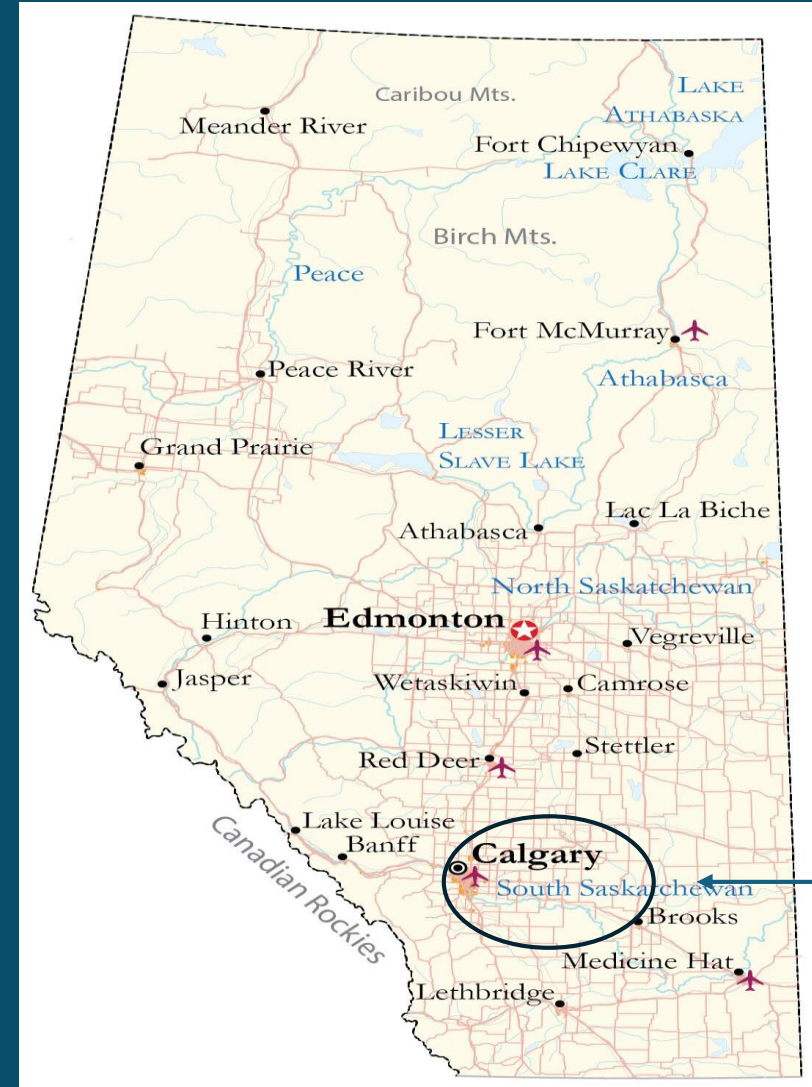 Caribou Mts.
LAKE
ATHABASKA
Meander River
Fort Chipewyan
LAKE CLARE
Birch Mts.
Peace
Fort McMurray
Peace River
Athabasca
LESSER
SLAVE LAKE
Grand Prairie
Lac La Biche
Athabasca
North Saskatchewan
Edmonton
Hinton
Vegreville
Jasper
Wetaskiwin
Camrose
Red Deer
Stettler
Lake Louise
Banff
Canadian Rockies
Calgary
South Saskatchewan
Brooks
Medicine Hat
Lethbridge